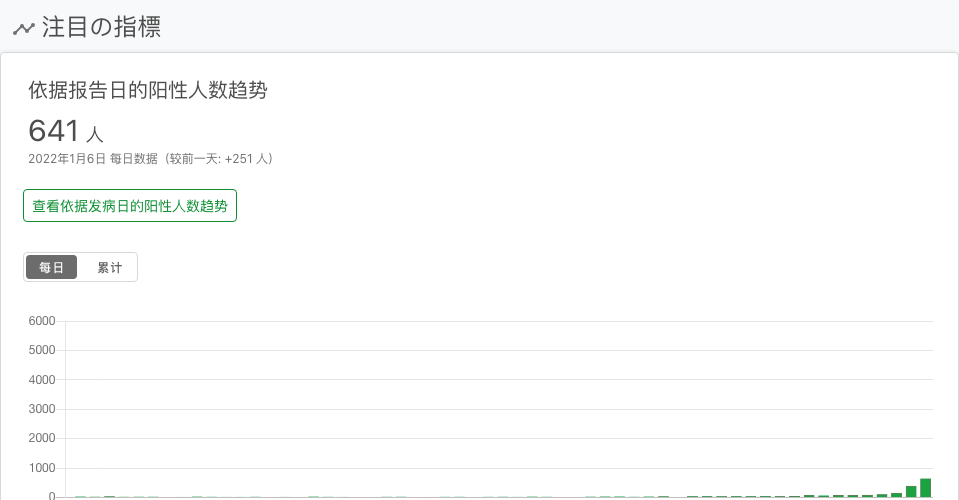 注目の指標
依据报告日的阳性人数趋势
641 人
2022年1月6日 每日数据（较前一天: +251 人）
查看依据发病日的阳性人数趋势
每日 累计
6000
5000
4000
3000
2000
1000
0